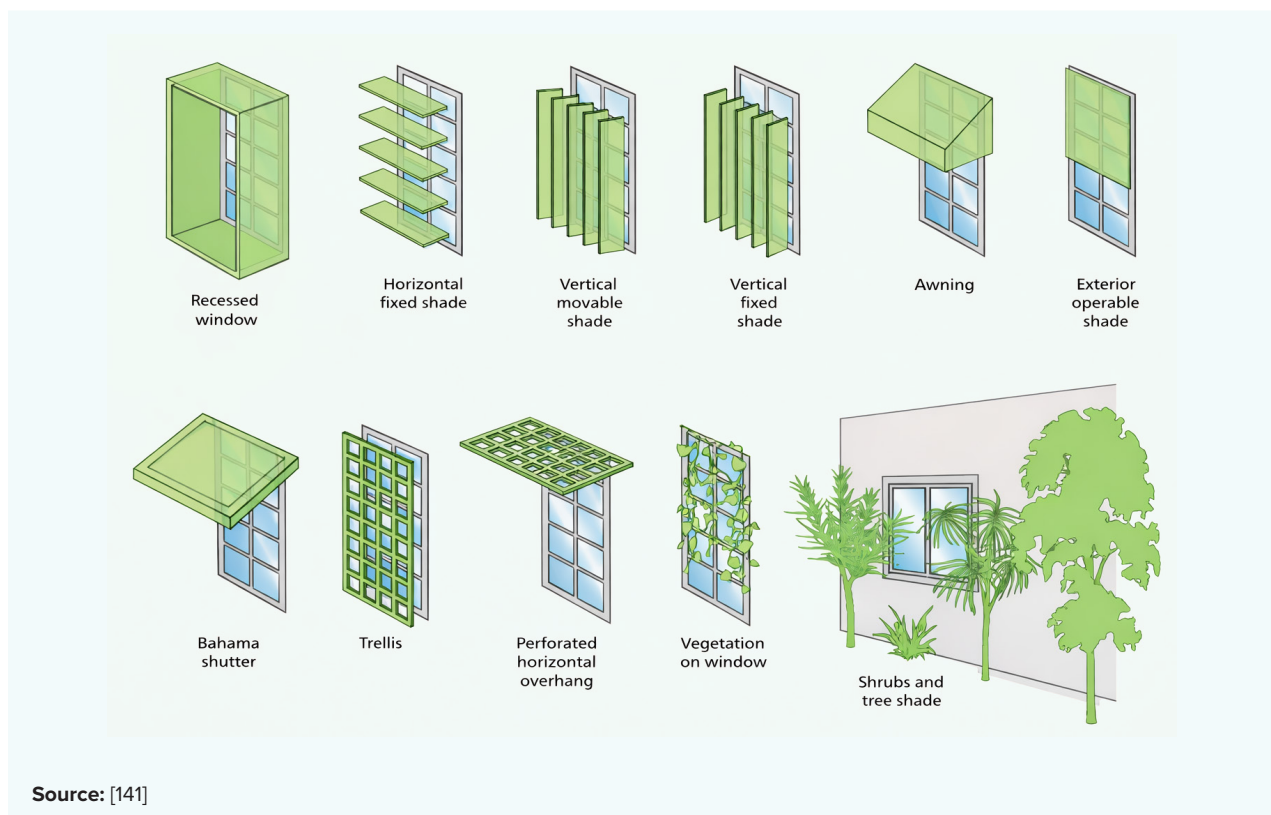 Recessed
window
Horizontal
fixed shade
Vertical
movable
shade
Vertical
fixed
shade
Awning
Exterior
operable
shade
Bahama
shutter
Trellis
Perforated
horizontal
overhang
Vegetation
on window
Shrubs and
tree shade
Source: [141]